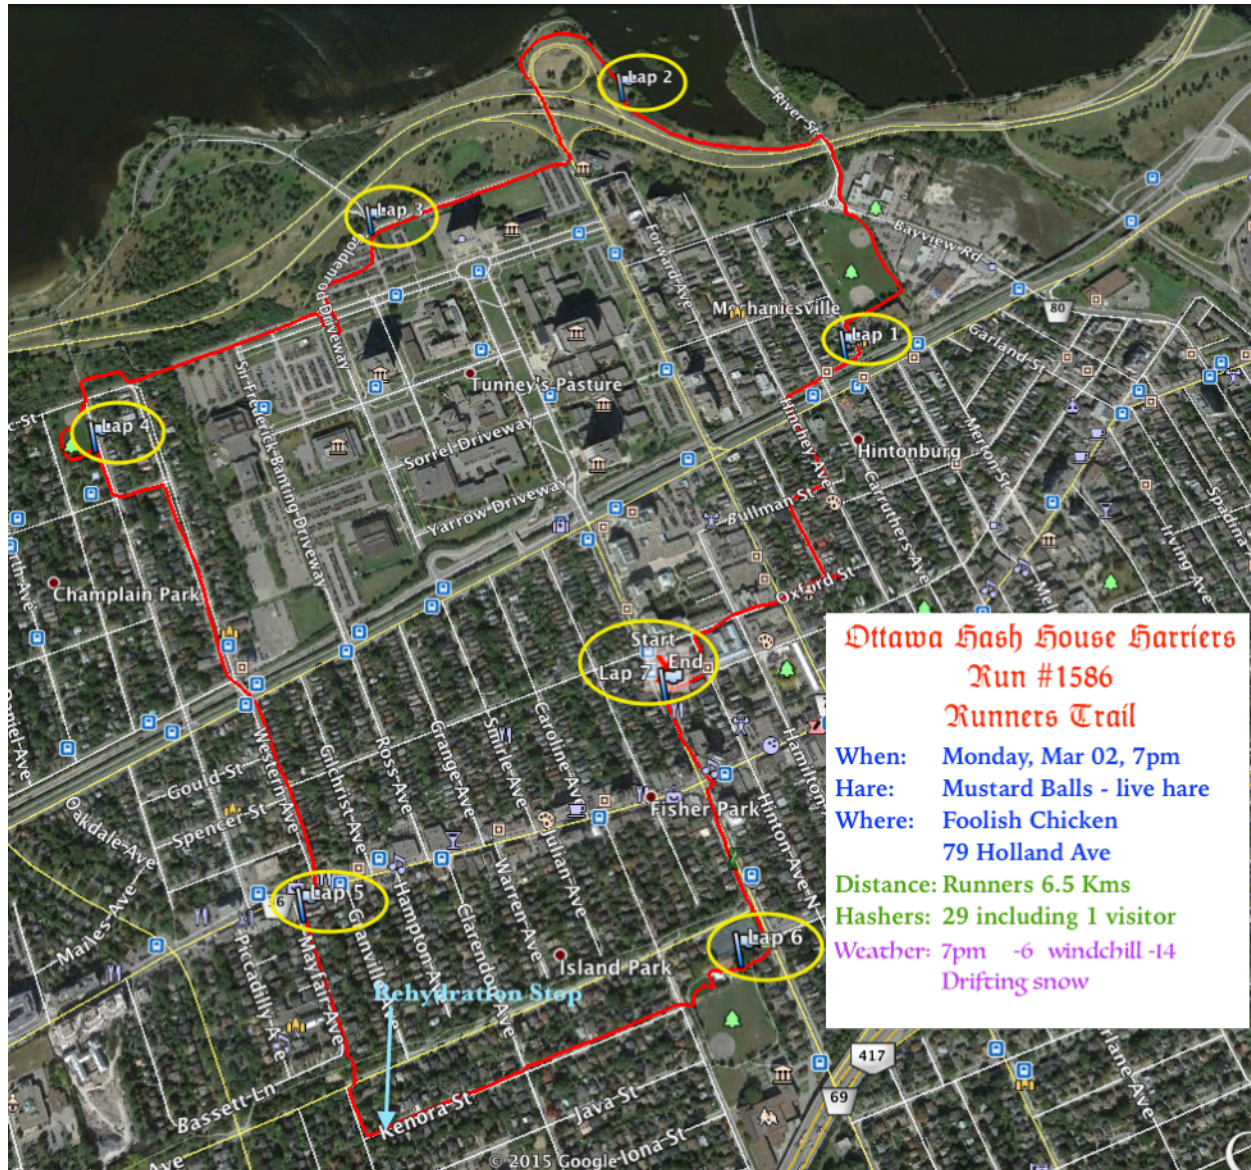 Lap 2
River St
Lap 3
Bayview Rd
Forward Ave
Goldenrod Driveway
Mechanicsville
80
Lap 1
Garland St
Tunney's Pasture
Sir Frederick Banting Driveway
Hinchey Ave
Merton St
Lap 4
Sorrel Driveway
Hintonburg
Carruthers Ave
Spadina
Yarrow Driveway
Bullman St
Irving Ave
Champlain Park
Oxford St
Start
End
Lap 7
Ottawa Hash House Harriers
Run #1586
Runners Trail
When: Monday, Mar 02, 7pm
Hare: Mustard Balls - live hare
Where: Foolish Chicken
79 Holland Ave
Distance: Runners 6.5 Kms
Hashers: 29 including 1 visitor
Weather: 7pm -6 windchill -14
Drifting snow
Western Ave
Gilchrist Ave
Ross Ave
Grange Ave
Smirle Ave
Caroline Ave
Hamilton
Gould St
Spencer St
Oakdale Ave
Fisher Park
Hinton Ave N
Julian Ave
Warren Ave
Lap 5
Granville Ave
Hampton Ave
Clarendon Ave
Mailes Ave
Piccadilly Ave
Mayfair Ave
Lap 6
Island Park
Rehydration Stop
417
69
Bassett Ln
Kenora St
Java St
Iona St
Ave
© 2015 Google